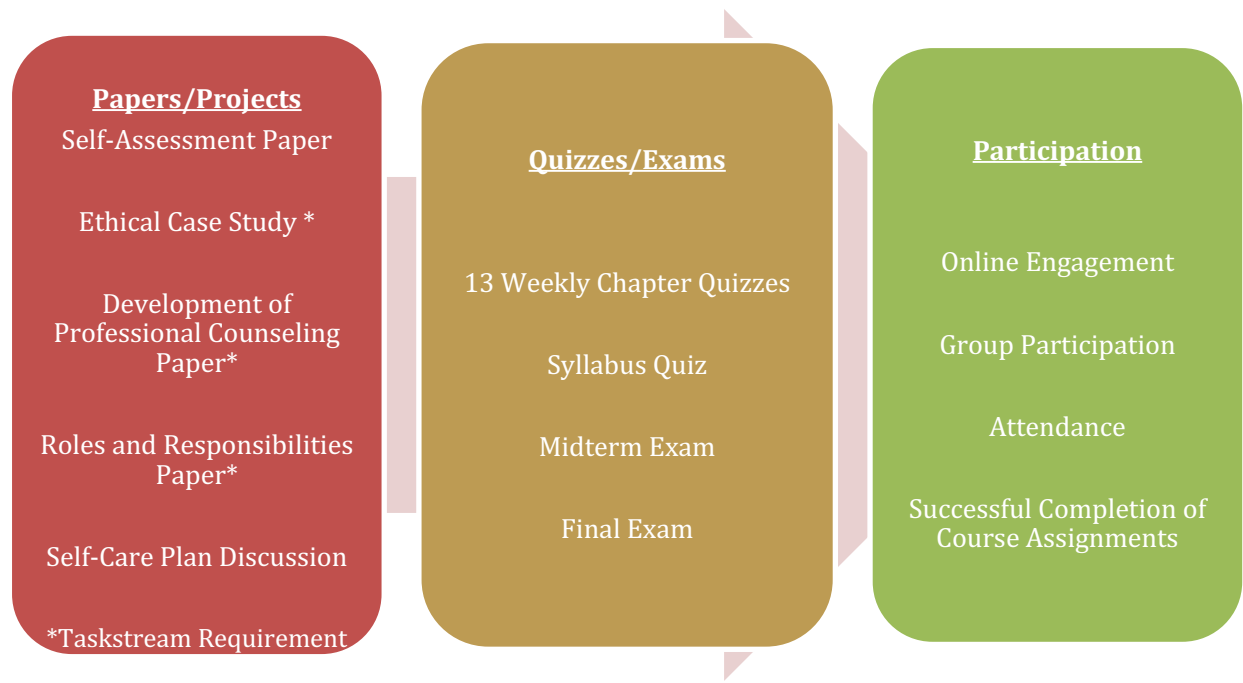 Papers/Projects
Self-Assessment Paper
Ethical Case Study *
Development of
Professional Counseling
Paper*
Roles and Responsibilities
Paper*
Self-Care Plan Discussion
*Taskstream Requirement
Quizzes/Exams
13 Weekly Chapter Quizzes
Syllabus Quiz
Midterm Exam
Final Exam
Participation
Online Engagement
Group Participation
Attendance
Successful Completion of
Course Assignments